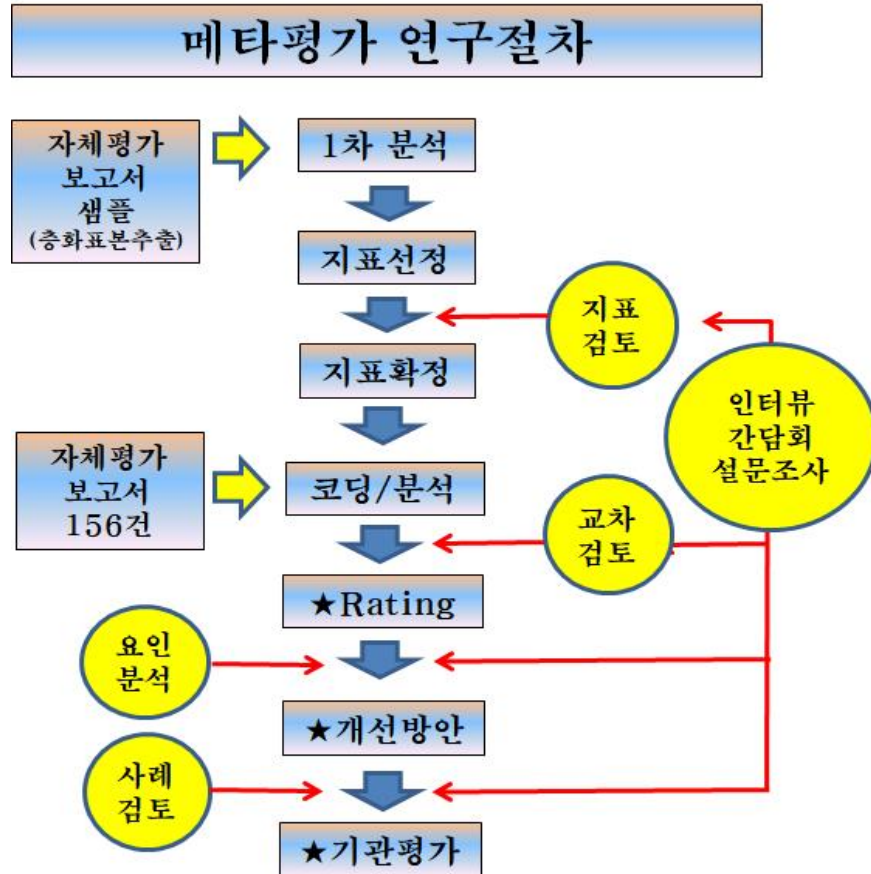 메타평가 연구절차
자체평가
보고서
샘플
(층화표본추출)
1차 분석
지표선정
지표
검토
지표확정
인터뷰
간담회
설문조사
자체평가
보고서
156건
코딩/분석
교차
검토
★Rating
요인
분석
★개선방안
사례
검토
★기관평가